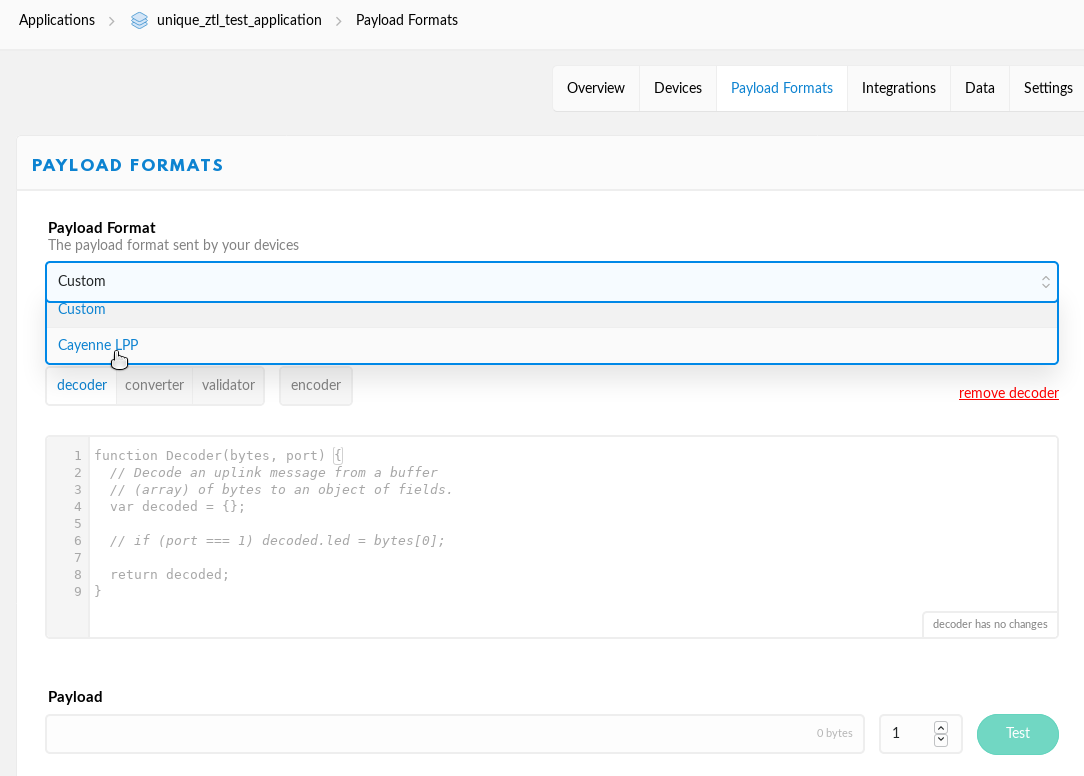 Applications > unique_ztl_test_application > Payload Formats
Overview Devices Payload Formats Integrations Data Settings
PAYLOAD FORMATS
Payload Format
The payload format sent by your devices
Custom
Custom
Cayenne LPP
decoder converter validator encoder
remove decoder
1 function Decoder(bytes, port) {
2   // Decode an uplink message from a buffer
3   // (array) of bytes to an object of fields.
4   var decoded = {};
5
6   // if (port === 1) decoded.led = bytes[0];
7
8   return decoded;
9 }
decoder has no changes
Payload
0 bytes 1 Test